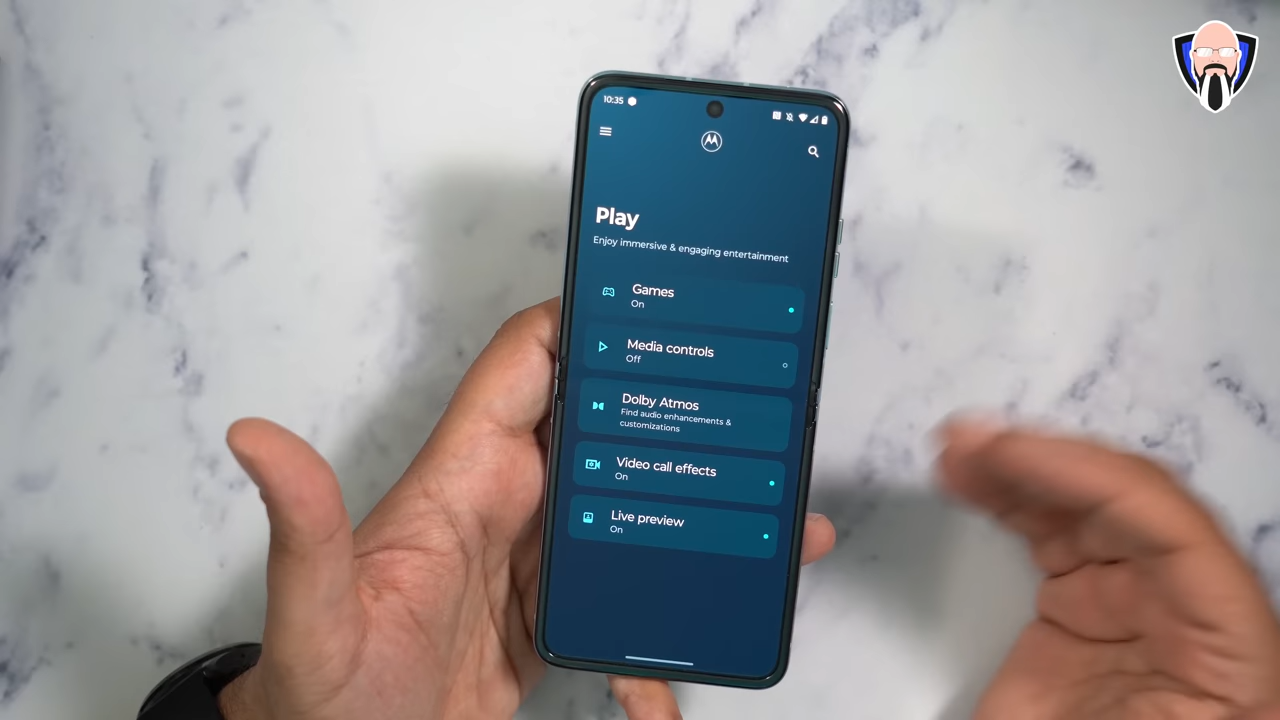 10:35
Play
Enjoy immersive & engaging entertainment
Games
On
Media controls
Off
Dolby Atmos
Find audio enhancements &
customizations
Video call effects
On
Live preview
On